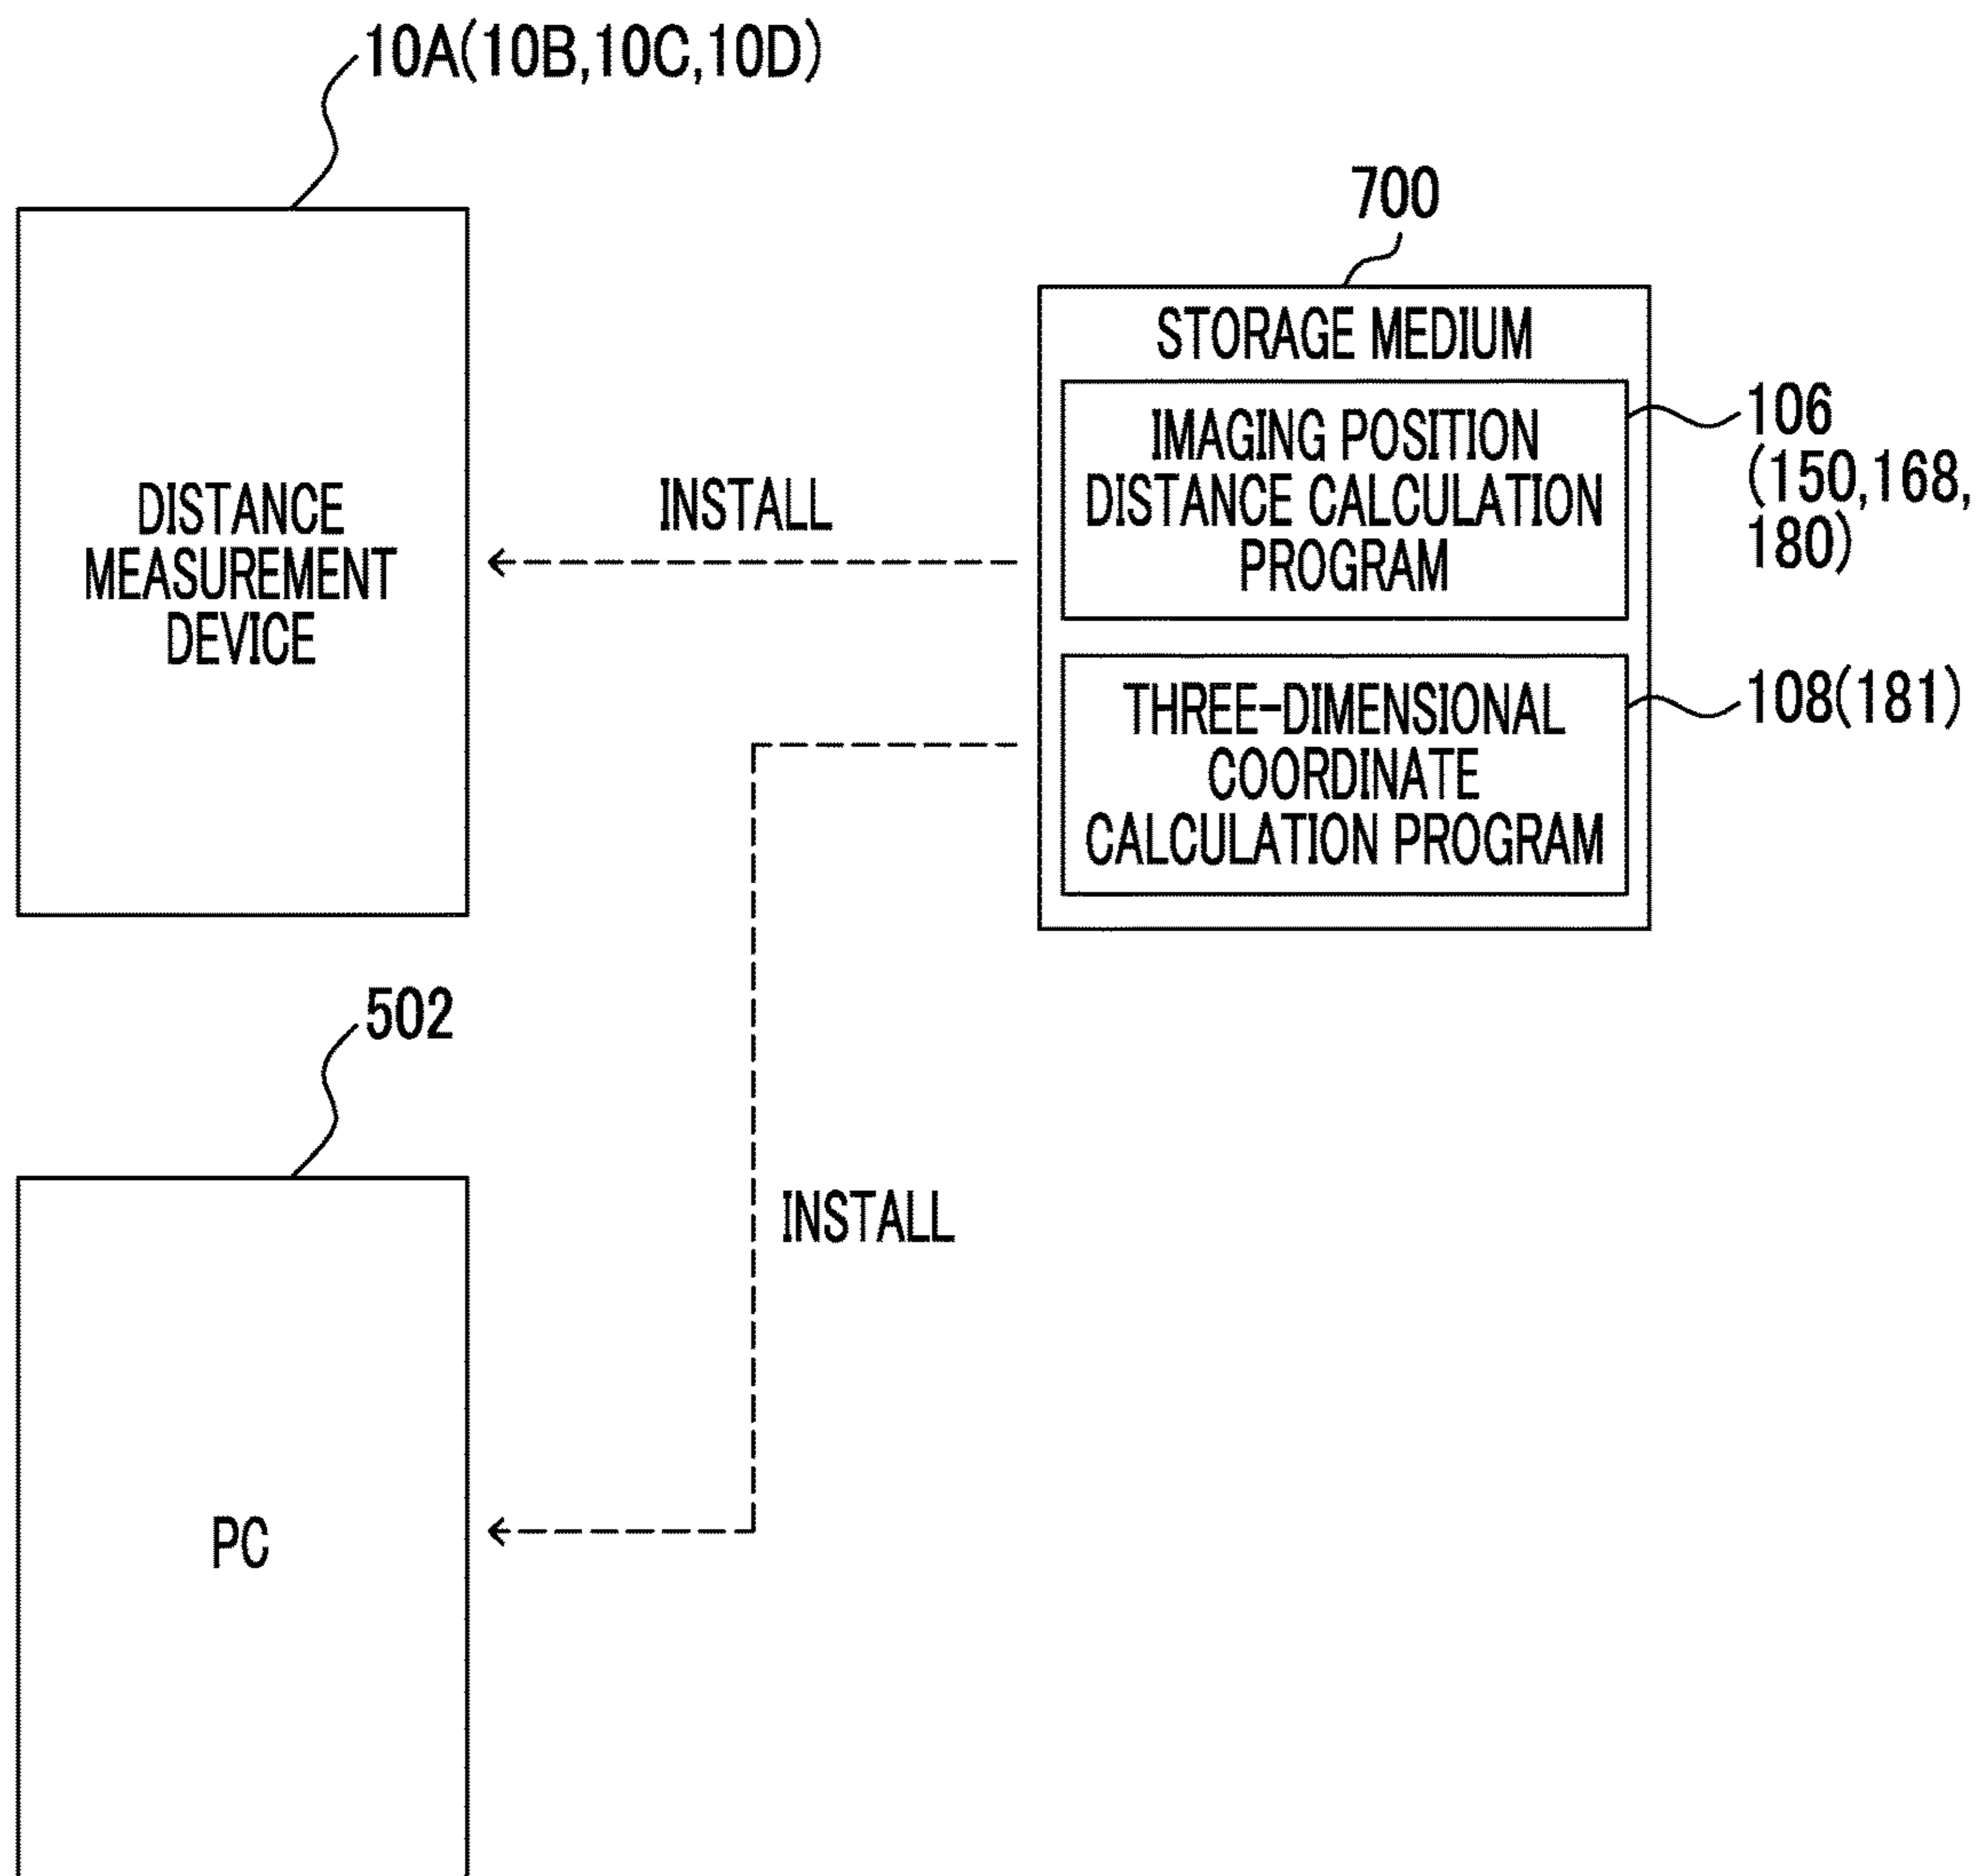 10A(10B,10C,10D)
DISTANCE
MEASUREMENT
DEVICE
INSTALL
700
STORAGE MEDIUM
IMAGING POSITION
DISTANCE CALCULATION
PROGRAM
106
(150,168,
180)
THREE-DIMENSIONAL
COORDINATE
CALCULATION PROGRAM
108(181)
502
PC
INSTALL